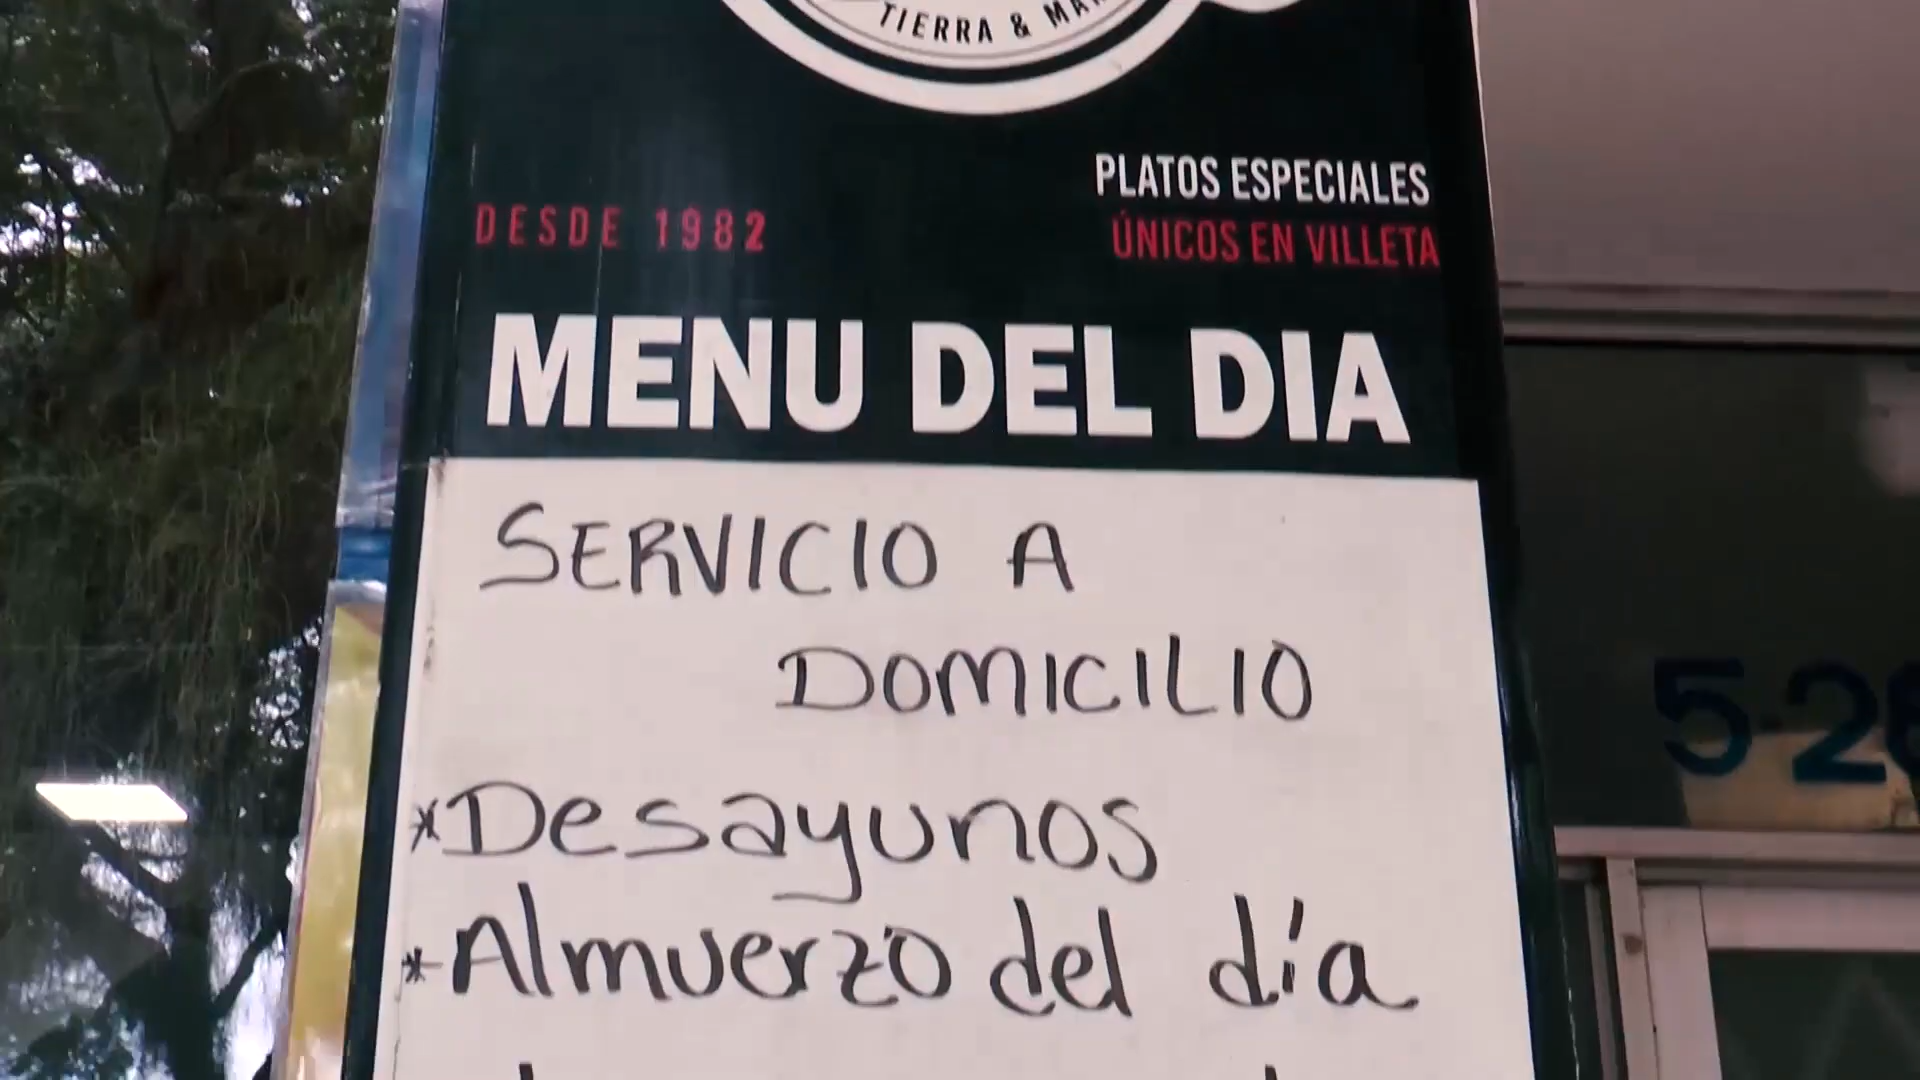 TIERRA &
PLATOS ESPECIALES
DESDE 1982
ÚNICOS EN VILLETA
MENU DEL DIA
SERVICIO A
DOMICILIO
*Desayunos
*Almuerzo del día